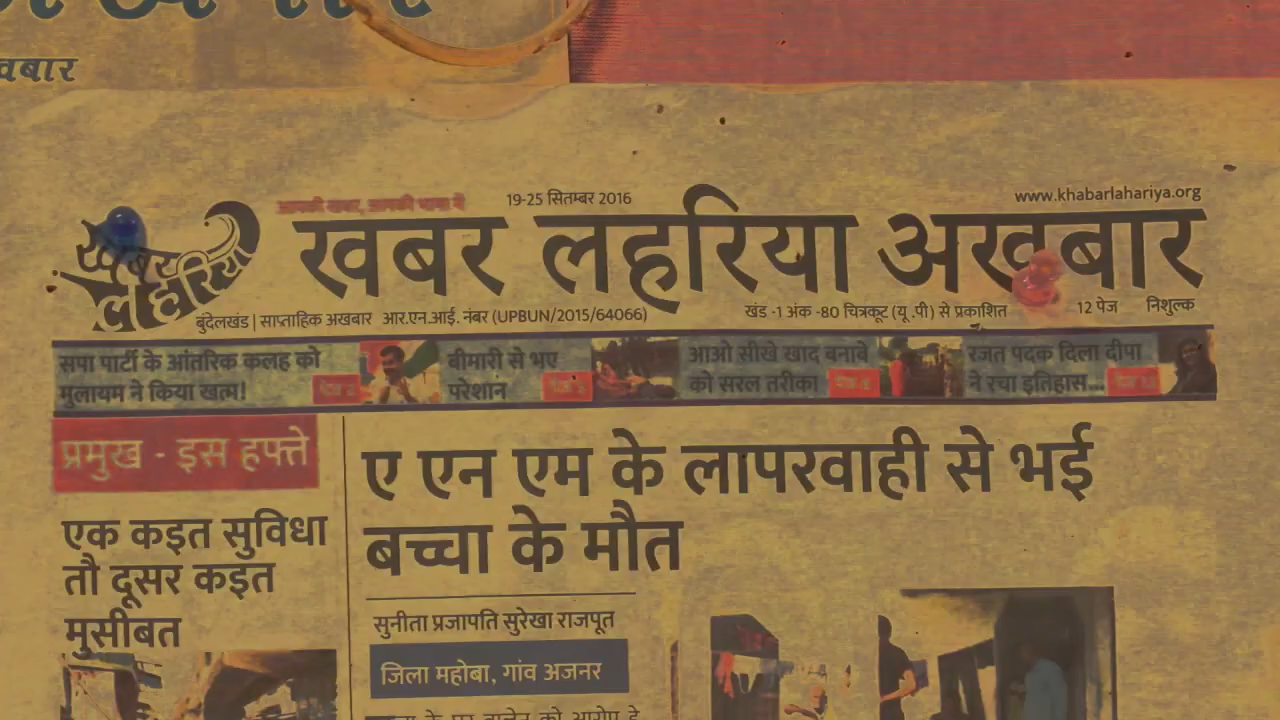 खबार
19-25 सितम्बर 2016
www.khabarlahariya.org
खबर लहरिया
खबर लहरिया अखबार
बुंदेलखंड | साप्ताहिक अखबार आर.एन.आई. नंबर (UPBUN/2015/64066)
खंड -1 अंक -80 चित्रकूट (यू .पी) से प्रकाशित
12 पेज निशुल्क
सपा पार्टी के आंतरिक कलह को
मुलायम ने किया खत्म!
बीमारी से भए
परेशान
आओ सीखे खाद बनावे
को सरल तरीका
रजत पदक दिला दीपा
ने रचा इतिहास...
प्रमुख - इस हफ्ते
एक कइत सुविधा
तौ दूसर कइत
मुसीबत
ए एन एम के लापरवाही से भई
बच्चा के मौत
सुनीता प्रजापति सुरेखा राजपूत
जिला महोबा, गांव अजनर